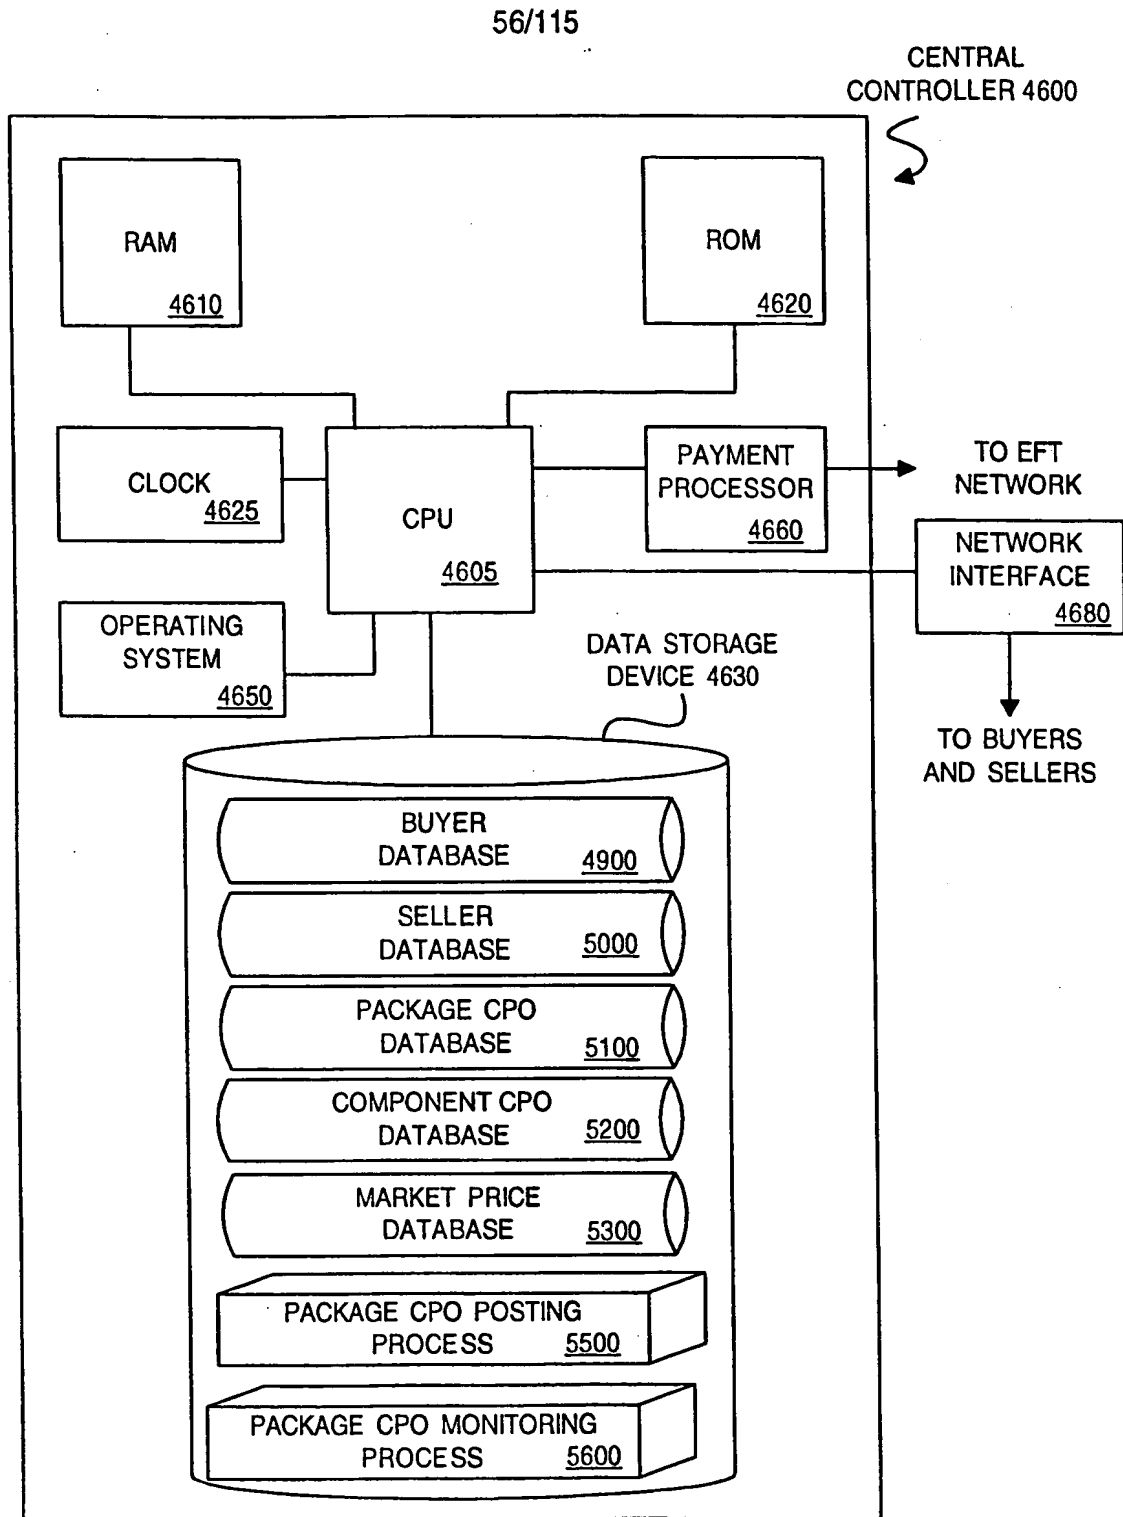 56/115
CENTRAL
CONTROLLER 4600
RAM
4610
ROM
4620
CLOCK
4625
CPU
4605
PAYMENT
PROCESSOR
4660
TO EFT
NETWORK
NETWORK
INTERFACE
4680
OPERATING
SYSTEM
4650
DATA STORAGE
DEVICE 4630
TO BUYERS
AND SELLERS
BUYER
DATABASE
4900
SELLER
DATABASE
5000
PACKAGE CPO
DATABASE
5100
COMPONENT CPO
DATABASE
5200
MARKET PRICE
DATABASE
5300
PACKAGE CPO POSTING
PROCESS
5500
PACKAGE CPO MONITORING
PROCESS
5600